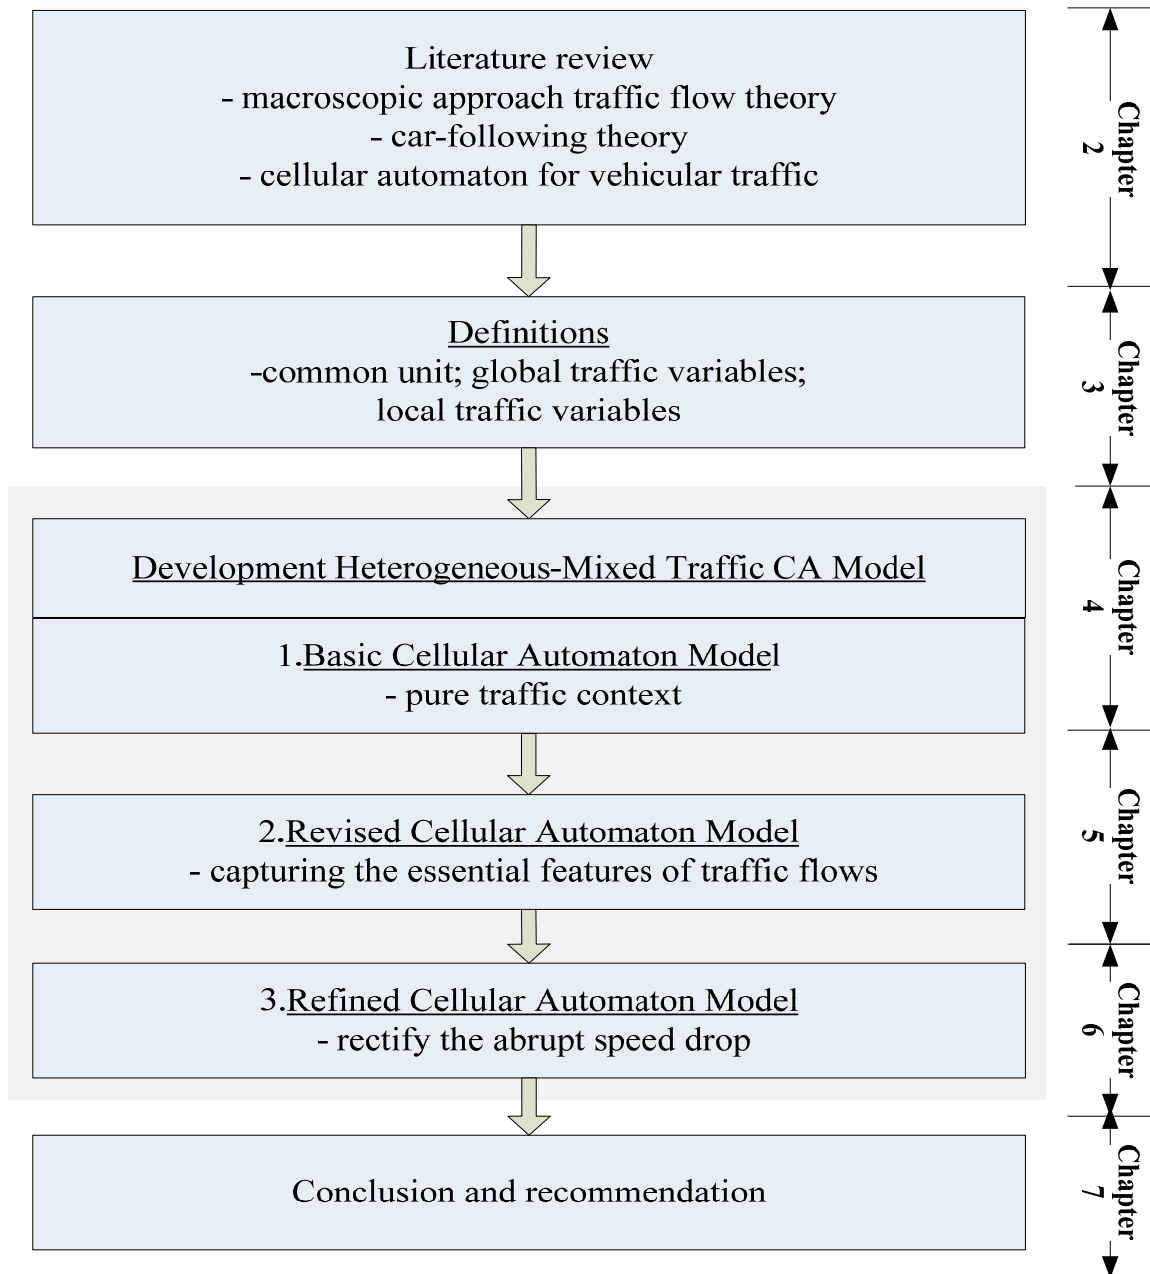 Literature review
- macroscopic approach traffic flow theory
- car-following theory
- cellular automaton for vehicular traffic
Chapter
2
Definitions
-common unit; global traffic variables;
local traffic variables
Chapter
3
Development Heterogeneous-Mixed Traffic CA Model
1.Basic Cellular Automaton Model
- pure traffic context
Chapter
4
2.Revised Cellular Automaton Model
- capturing the essential features of traffic flows
Chapter
5
3.Refined Cellular Automaton Model
- rectify the abrupt speed drop
Chapter
6
Conclusion and recommendation
Chapter
7